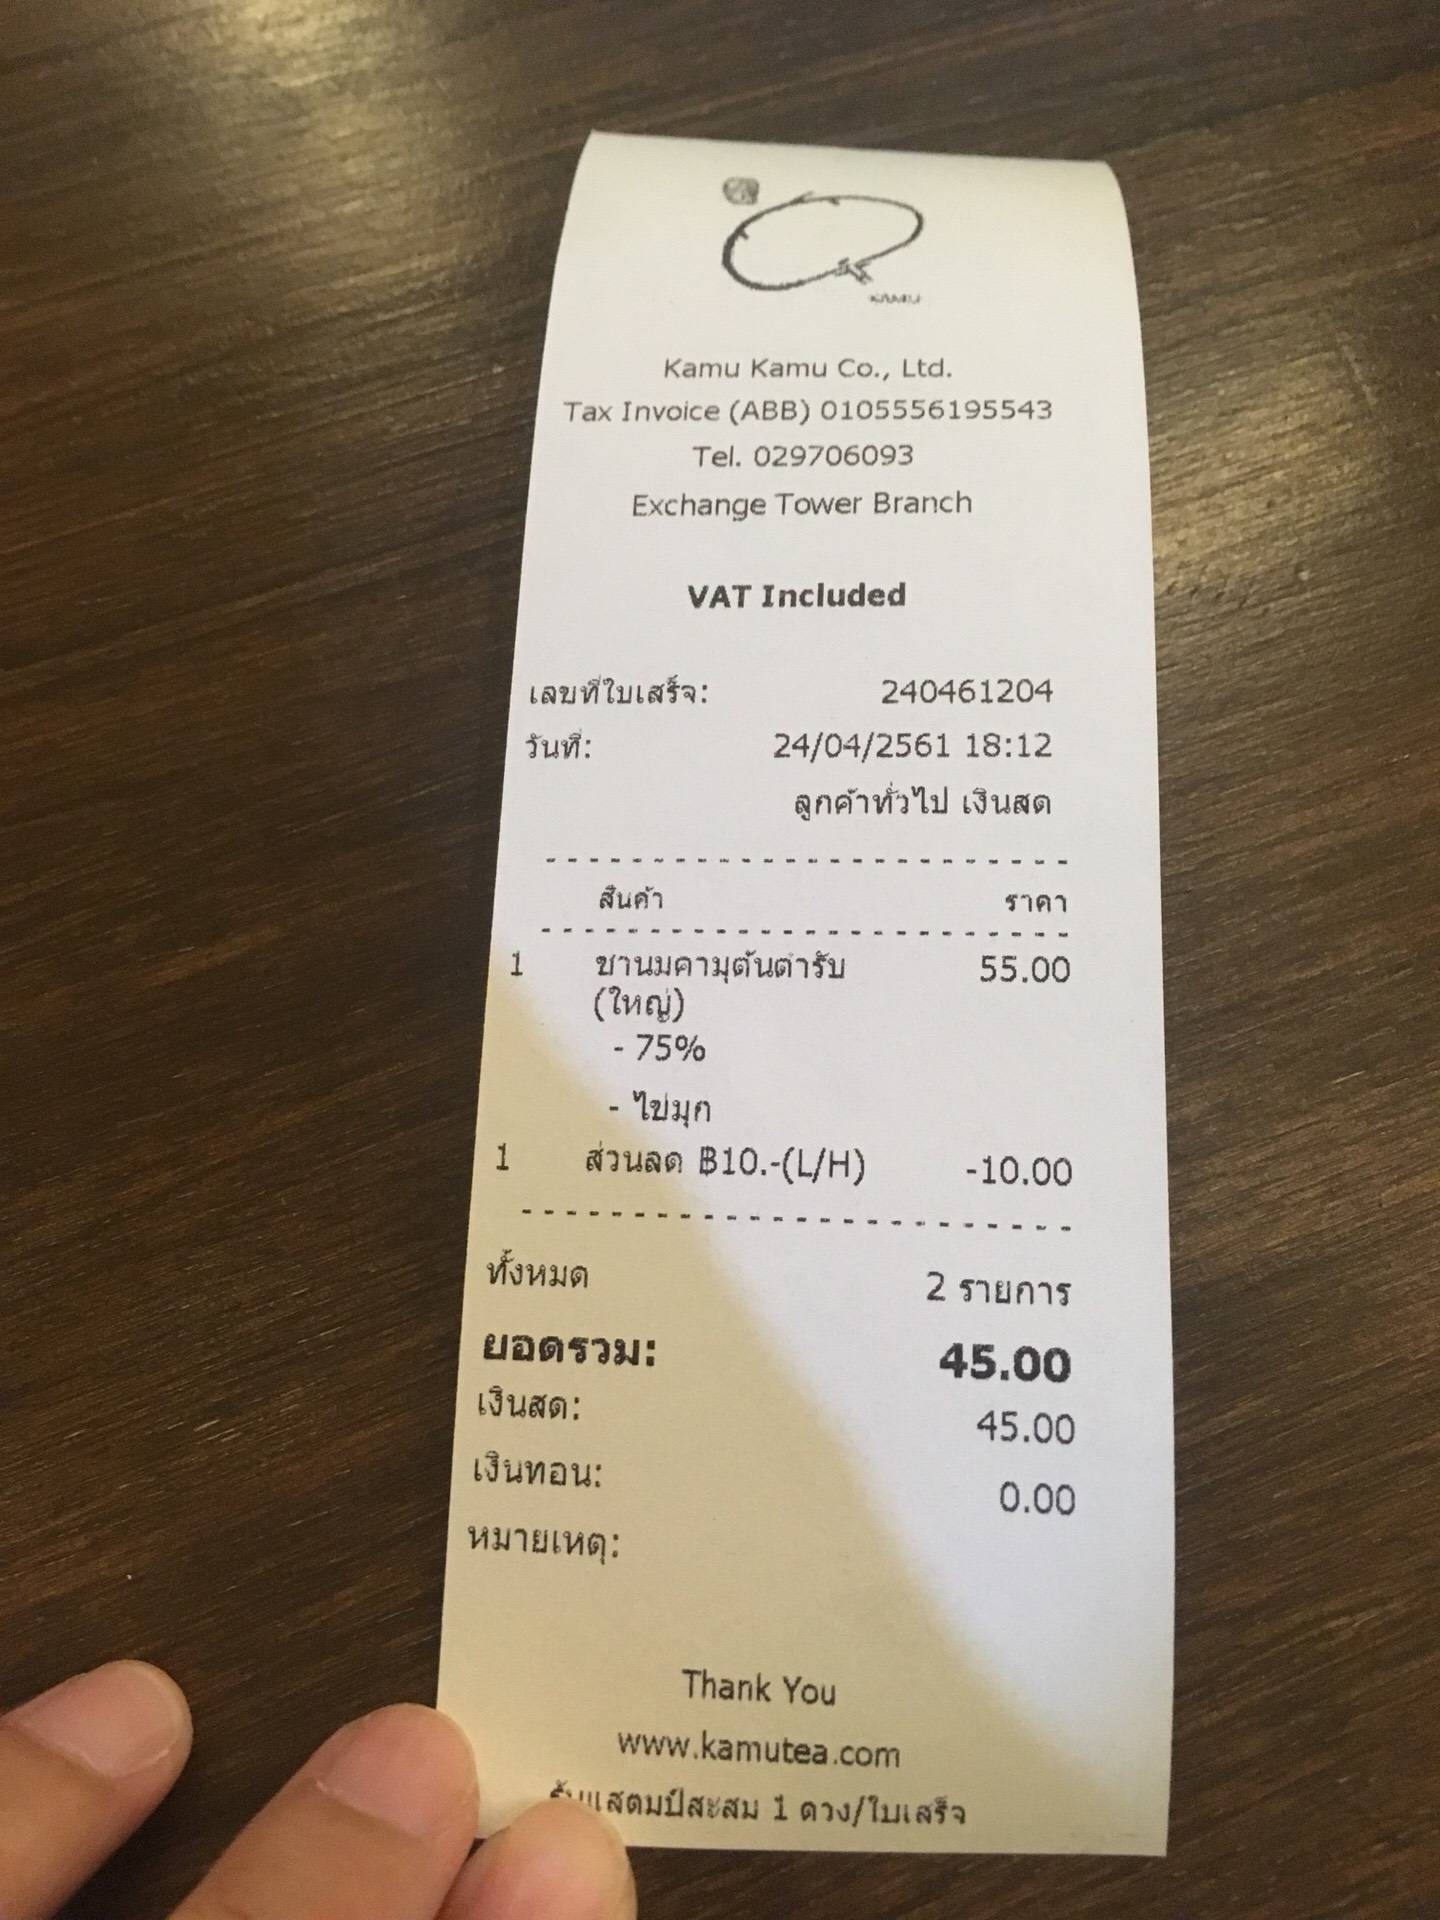 KAMU
Kamu Kamu Co., Ltd.
Tax Invoice (ABB) 0105556195543
Tel. 029706093
Exchange Tower Branch
VAT Included
เลขที่ใบเสร็จ: 240461204
วันที่: 24/04/2561 18:12
ลูกค้าทั่วไป เงินสด
สินค้า ราคา
1 ชานมคามุต้นตำรับ 55.00
(ใหญ่)
- 75%
- ไข่มุก
1 ส่วนลด ฿10.-(L/H) -10.00
ทั้งหมด 2 รายการ
ยอดรวม: 45.00
เงินสด: 45.00
เงินทอน: 0.00
หมายเหตุ:
Thank You
www.kamutea.com
รับแสตมป์สะสม 1 ดวง/ใบเสร็จ